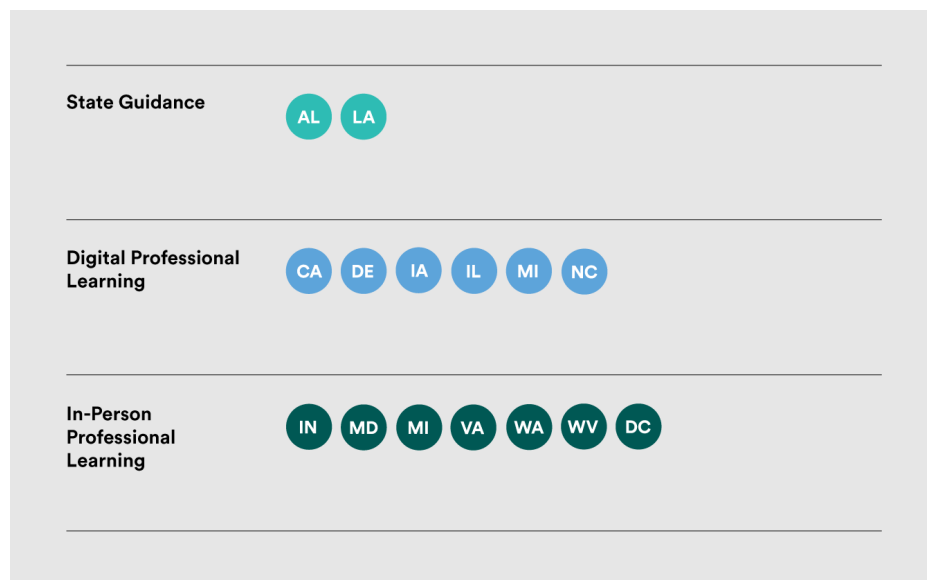 State Guidance
AL LA
Digital Professional
Learning
CA DE IA IL MI NC
In-Person
Professional
Learning
IN MD MI VA WA WV DC